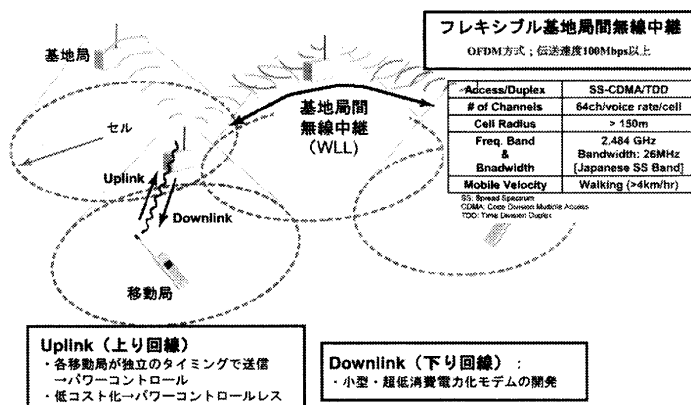 フレキシブル基地局間無線中継
OFDM方式；伝送速度100Mbps以上
基地局
セル
基地局間
無線中継
(WLL)
Uplink
Downlink
移動局
Access/Duplex SS-CDMA/TDD
# of Channels 64ch/voice rate/cell
Cell Radius > 150m
Freq. Band
&
Bnadwidth
2.484 GHz
Bandwidth: 26MHz
[Japanese SS Band]
Mobile Velocity Walking (>4km/hr)
SS: Spread Spectrum
CDMA: Code Division Multiple Access
TDD: Time Division Duplex
Uplink（上り回線）
・各移動局が独立のタイミングで送信
→パワーコントロール
・低コスト化→パワーコントロールレス
Downlink（下り回線）：
・小型・超低消費電力化モデムの開発